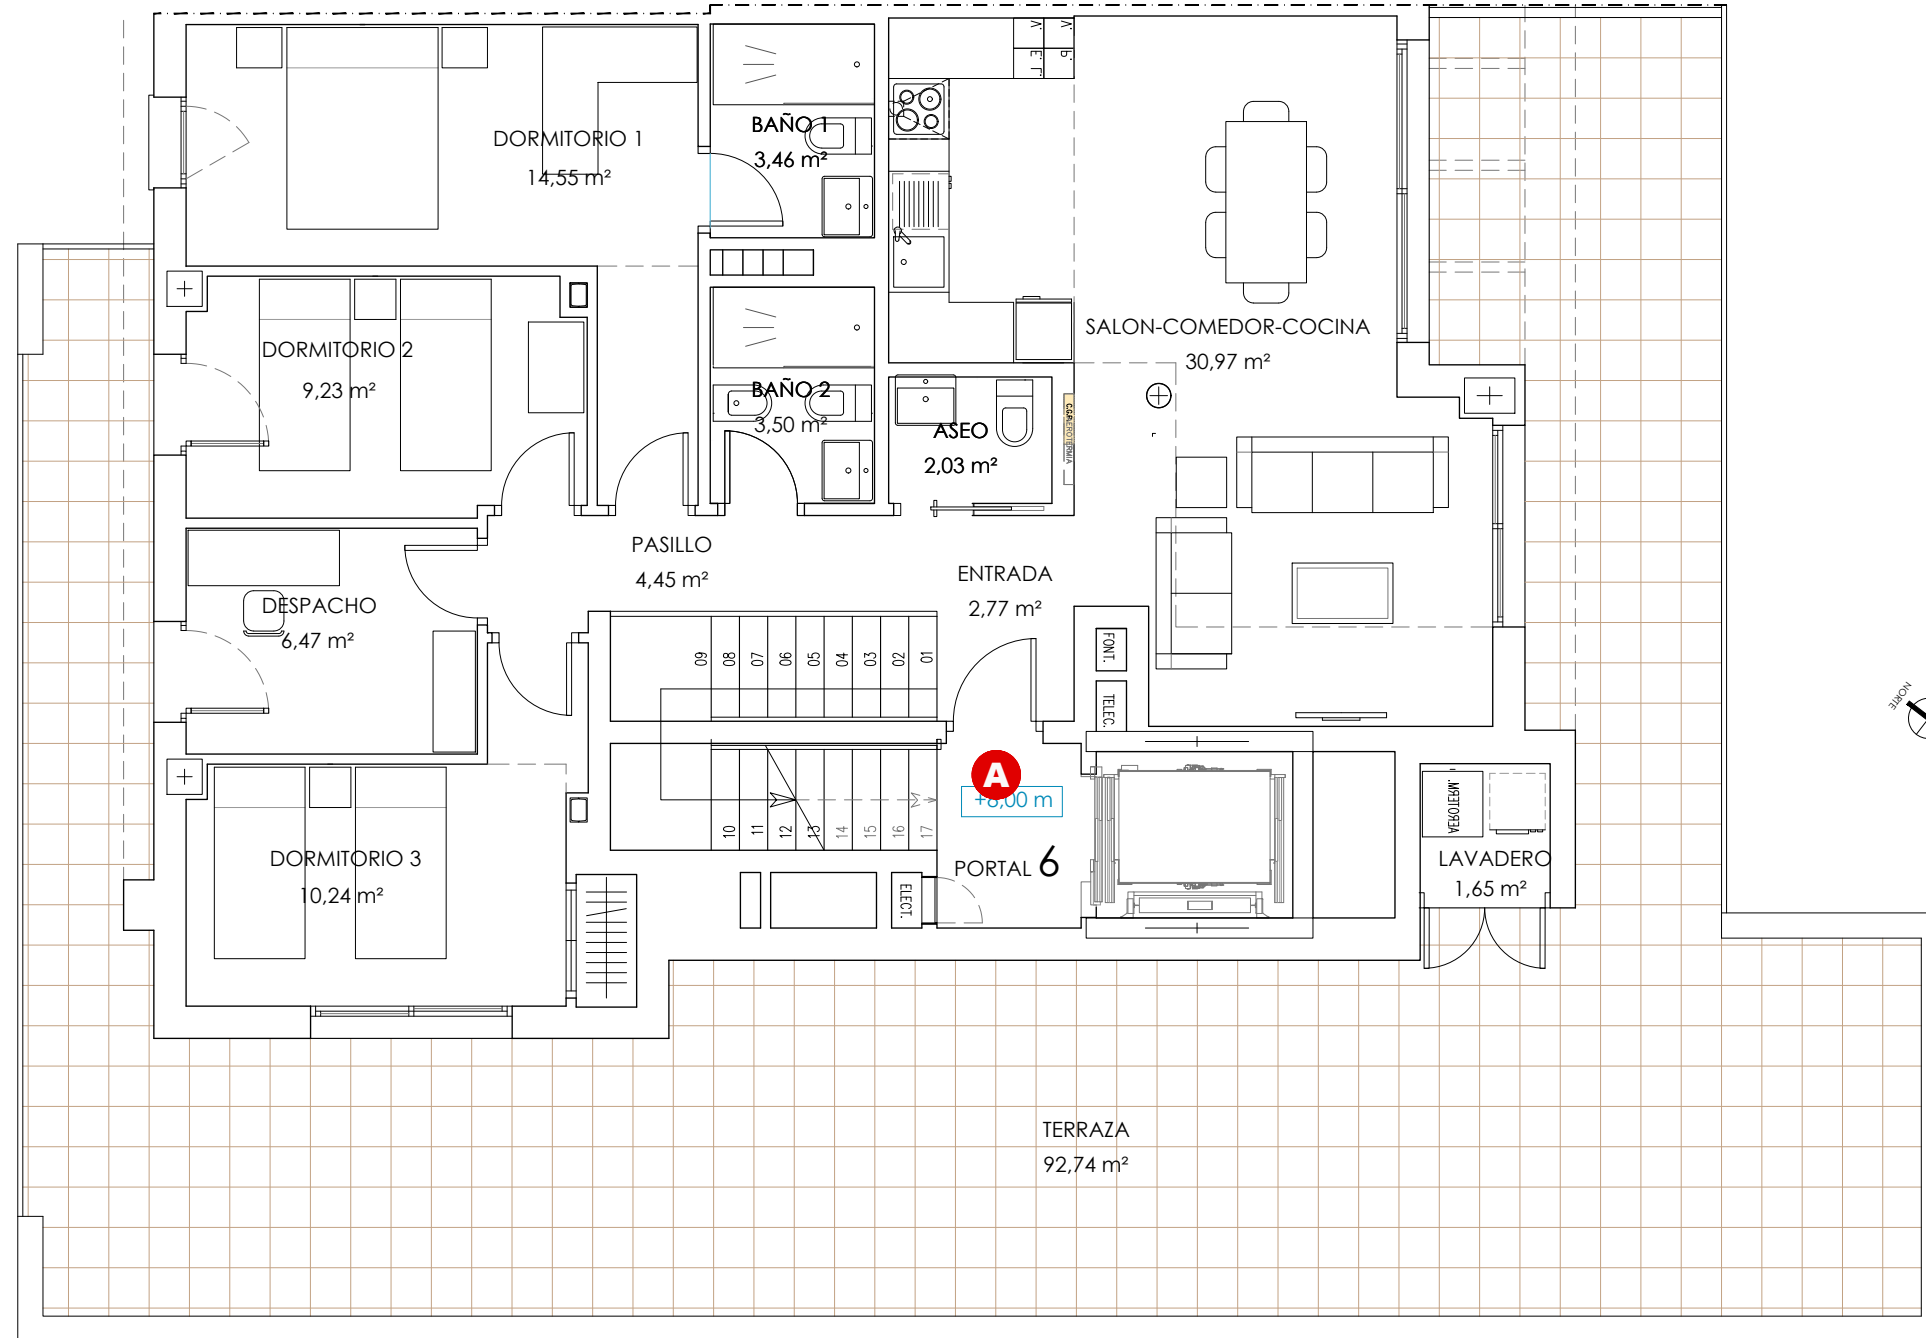 DORMITORIO 1
14,55 m²
BAÑO 1
3,46 m²
SALON-COMEDOR-COCINA
30,97 m²
DORMITORIO 2
9,23 m²
BAÑO 2
3,50 m²
ASEO
2,03 m²
PASILLO
4,45 m²
ENTRADA
2,77 m²
DESPACHO
6,47 m²
FONT.
TELEC.
09 08 07 06 05 04 03 02 01
NORTE
A
10 11 12 13 14 15 16 17
PORTAL 6
ELECT.
AEROTERM.
LAVADERO
1,65 m²
DORMITORIO 3
10,24 m²
TERRAZA
92,74 m²